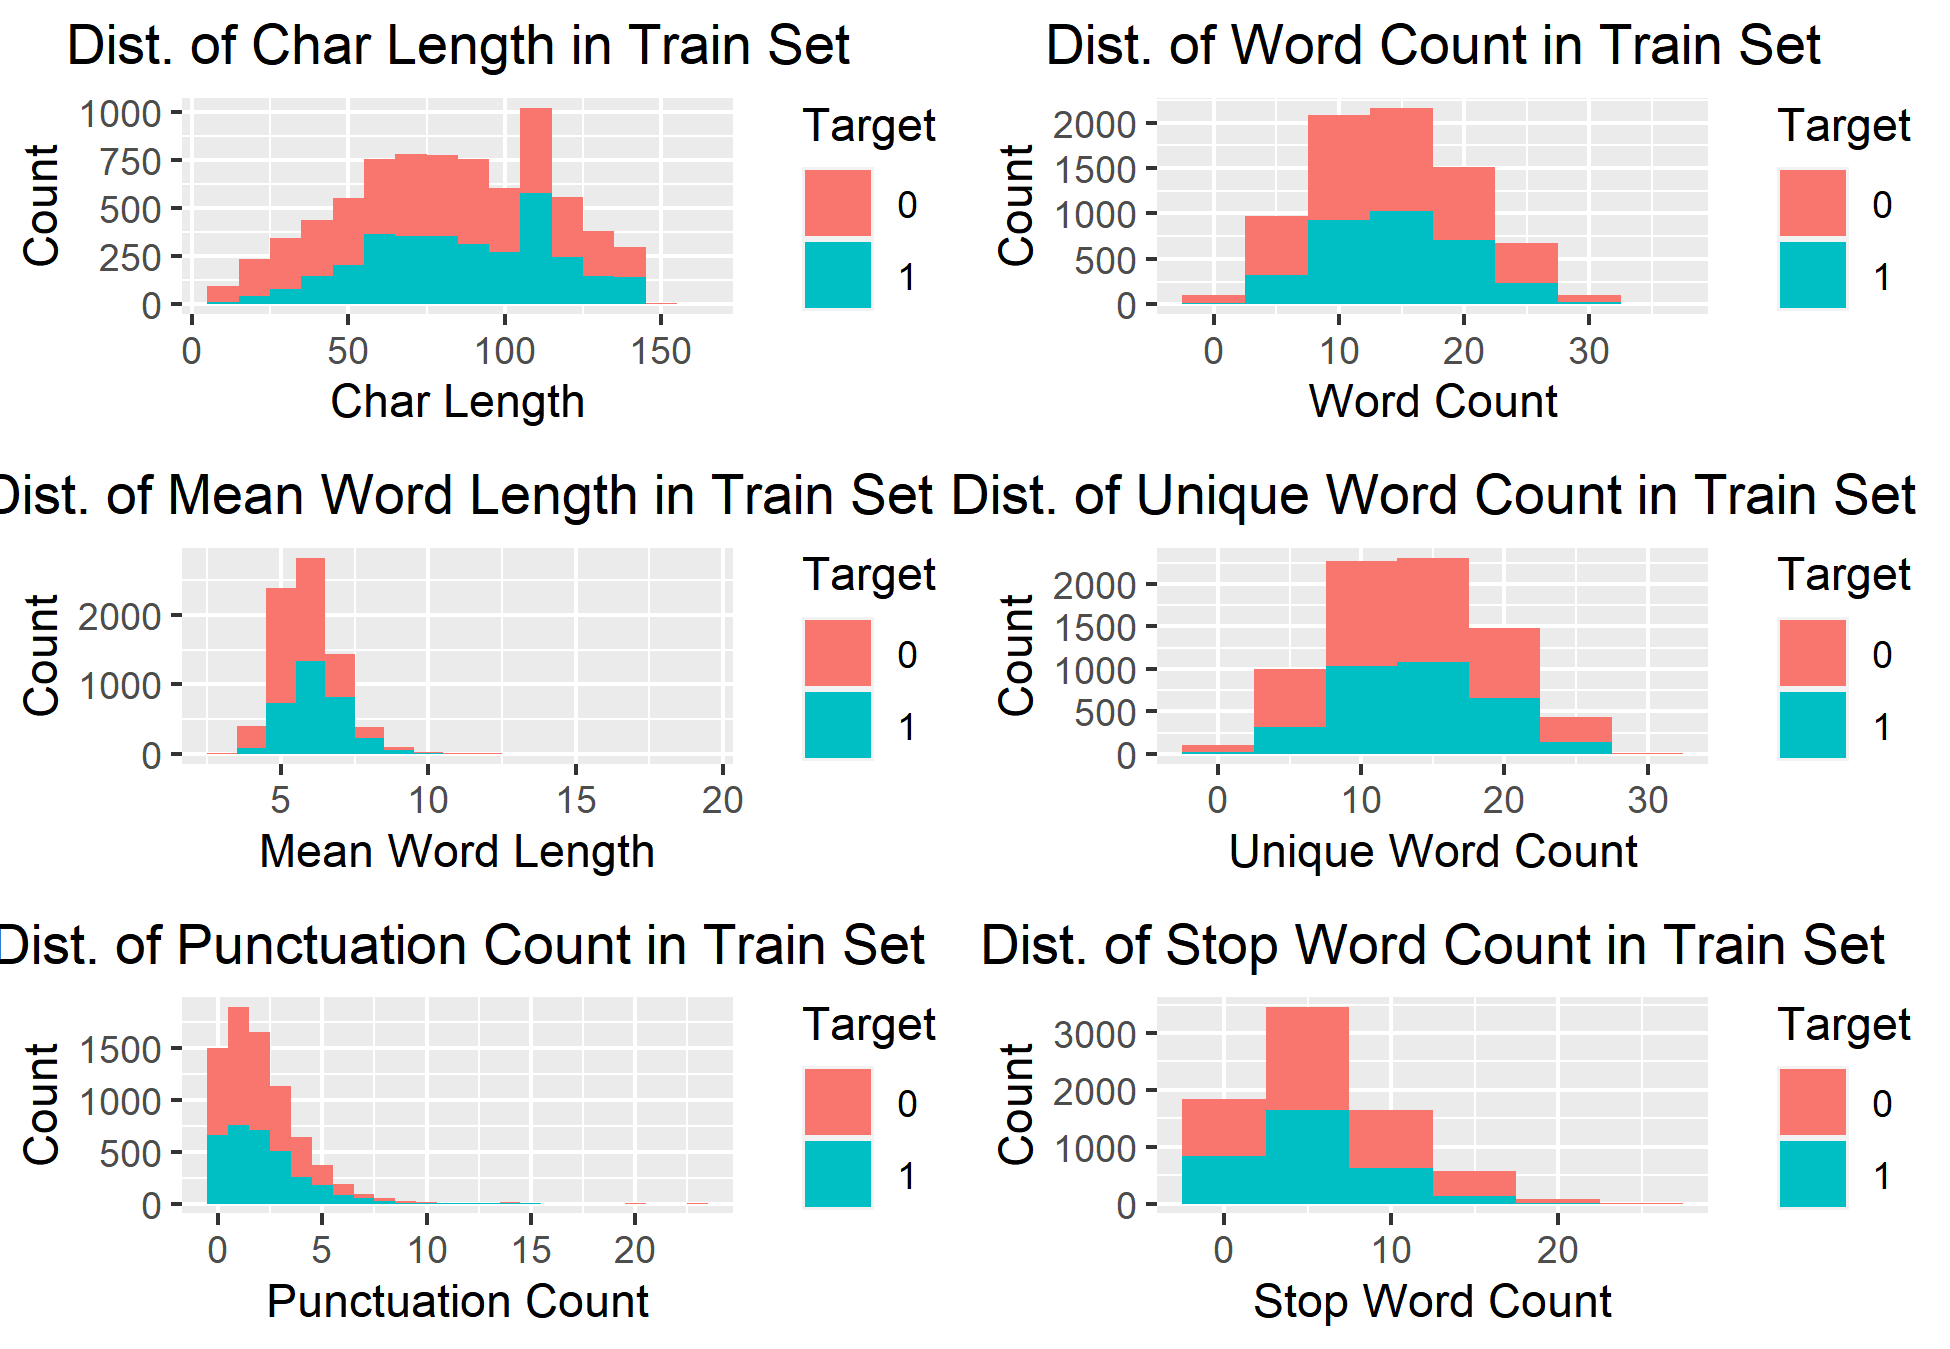 Dist. of Char Length in Train Set
Count
1000
750
500
250
0
0 50 100 150
Char Length
Target
0
1
Dist. of Word Count in Train Set
Count
2000
1500
1000
500
0
0 10 20 30
Word Count
Target
0
1
Dist. of Mean Word Length in Train Set
Count
2000
1000
0
5 10 15 20
Mean Word Length
Target
0
1
Dist. of Unique Word Count in Train Set
Count
2000
1500
1000
500
0
0 10 20 30
Unique Word Count
Target
0
1
Dist. of Punctuation Count in Train Set
Count
1500
1000
500
0
0 5 10 15 20
Punctuation Count
Target
0
1
Dist. of Stop Word Count in Train Set
Count
3000
2000
1000
0
0 10 20
Stop Word Count
Target
0
1